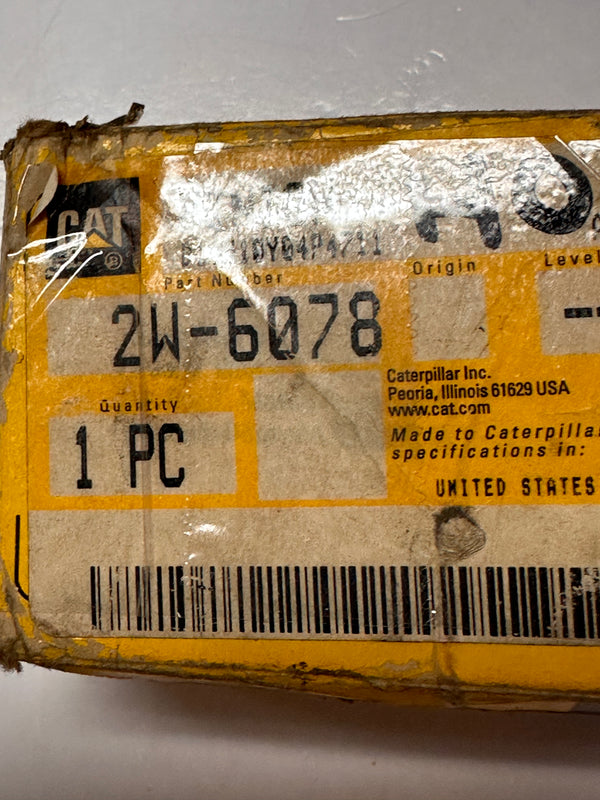 CAT
®
Part Number
Origin
Level
2W-6078
Caterpillar Inc.
Peoria, Illinois 61629 USA
www.cat.com
Quantity
1 PC
Made to Caterpillar
specifications in:
UNITED STATES